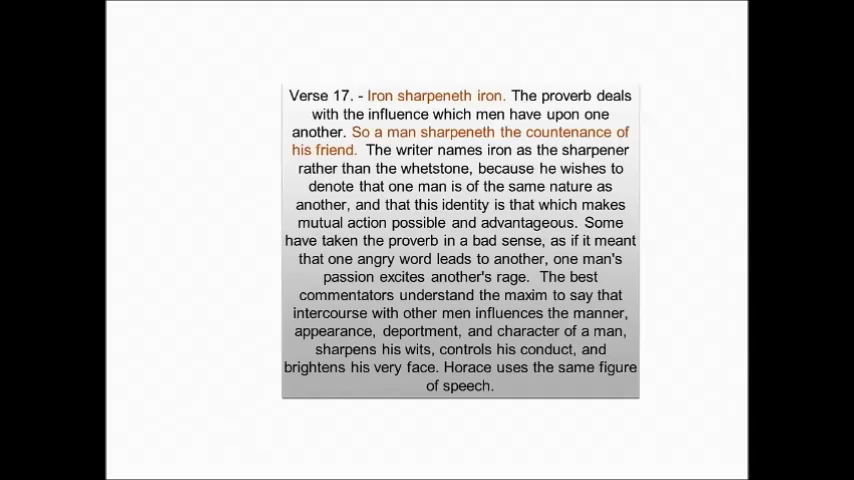 Verse 17. - Iron sharpeneth iron. The proverb deals
with the influence which men have upon one
another. So a man sharpeneth the countenance of
his friend. The writer names iron as the sharpener
rather than the whetstone, because he wishes to
denote that one man is of the same nature as
another, and that this identity is that which makes
mutual action possible and advantageous. Some
have taken the proverb in a bad sense, as if it meant
that one angry word leads to another, one man's
passion excites another's rage. The best
commentators understand the maxim to say that
intercourse with other men influences the manner,
appearance, deportment, and character of a man,
sharpens his wits, controls his conduct, and
brightens his very face. Horace uses the same figure
of speech.